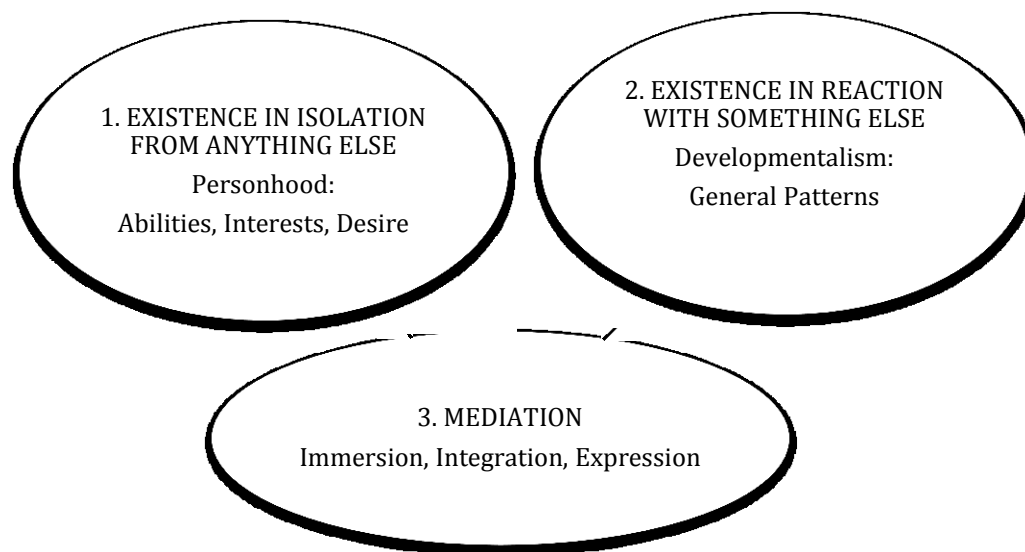 1. EXISTENCE IN ISOLATION
FROM ANYTHING ELSE
Personhood:
Abilities, Interests, Desire
2. EXISTENCE IN REACTION
WITH SOMETHING ELSE
Developmentalism:
General Patterns
3. MEDIATION
Immersion, Integration, Expression